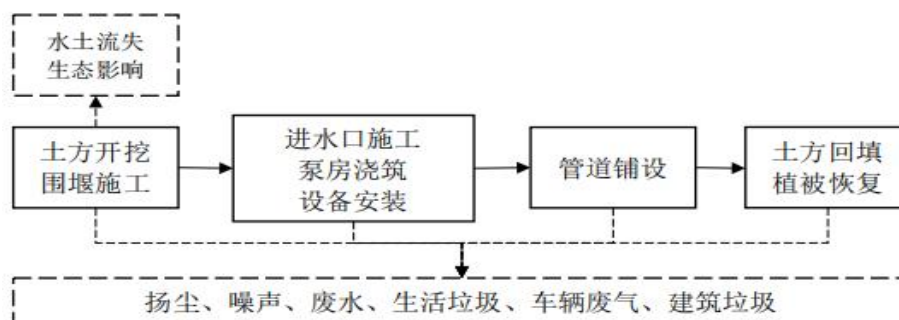 水土流失
生态影响
土方开挖
围堰施工
进水口施工
泵房浇筑
设备安装
管道铺设
土方回填
植被恢复
扬尘、噪声、废水、生活垃圾、车辆废气、建筑垃圾